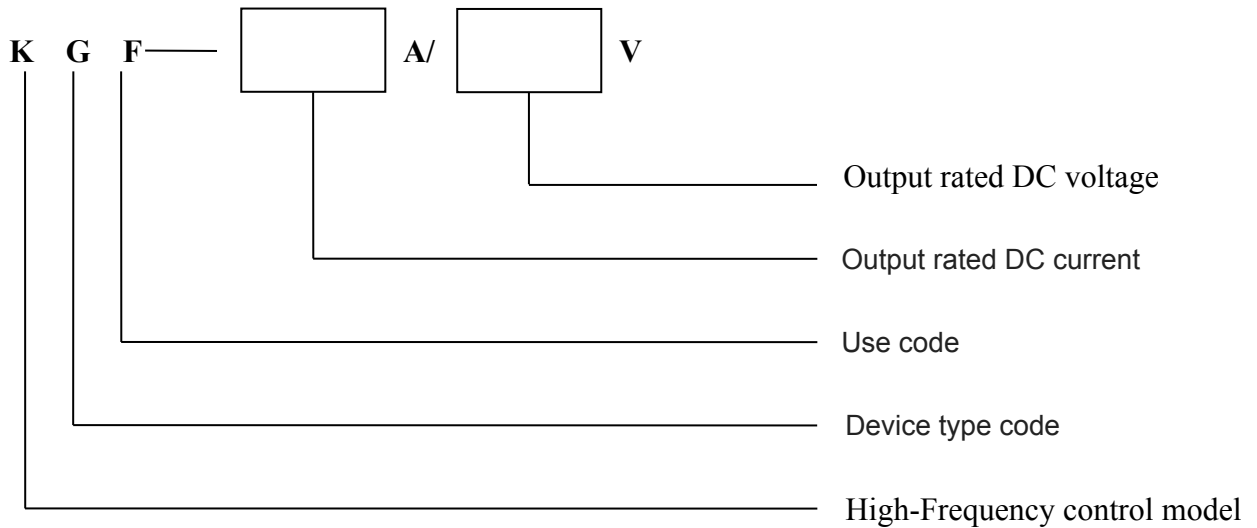 K G F— A/ V
Output rated DC voltage
Output rated DC current
Use code
Device type code
High-Frequency control model